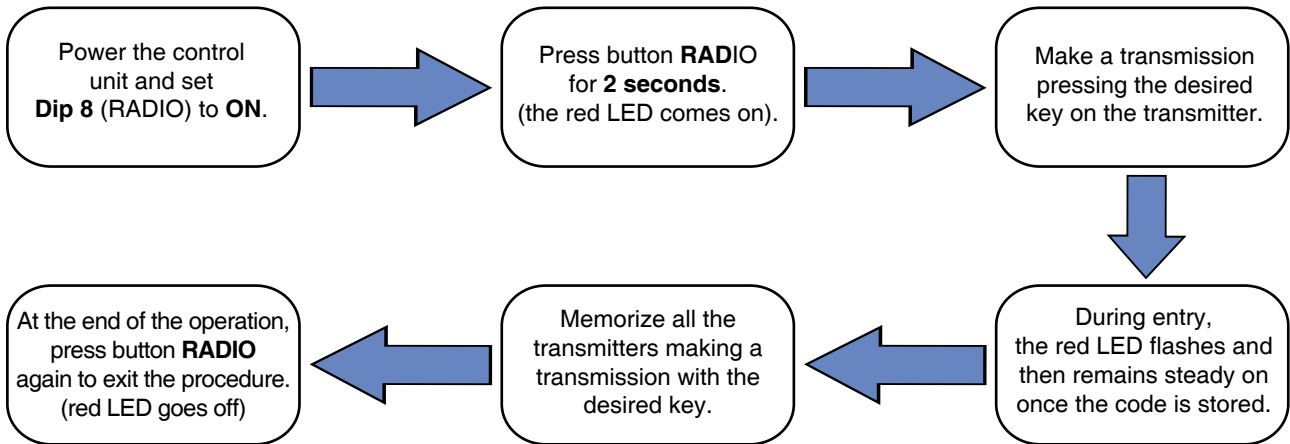 Power the control
unit and set
Dip 8 (RADIO) to ON.
Press button RADIO
for 2 seconds.
(the red LED comes on).
Make a transmission
pressing the desired
key on the transmitter.
During entry,
the red LED flashes and
then remains steady on
once the code is stored.
Memorize all the
transmitters making a
transmission with the
desired key.
At the end of the operation,
press button RADIO
again to exit the procedure.
(red LED goes off)